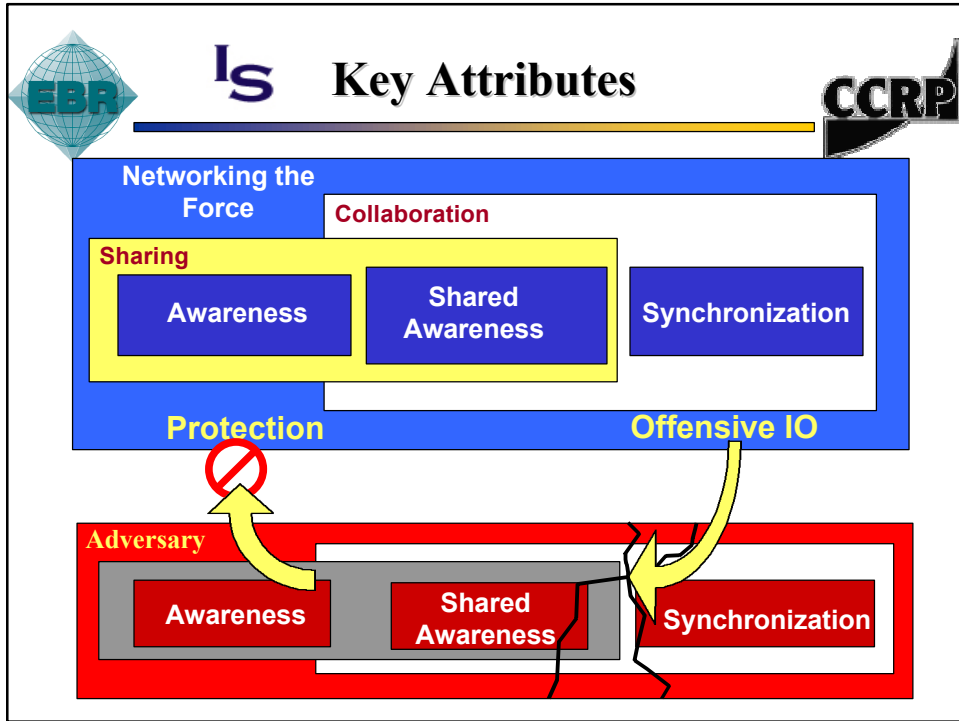 EBR
IS
Key Attributes
CCRP
Networking the
Force
Collaboration
Sharing
Awareness
Shared
Awareness
Synchronization
Protection
Offensive IO
Adversary
Awareness
Shared
Awareness
Synchronization